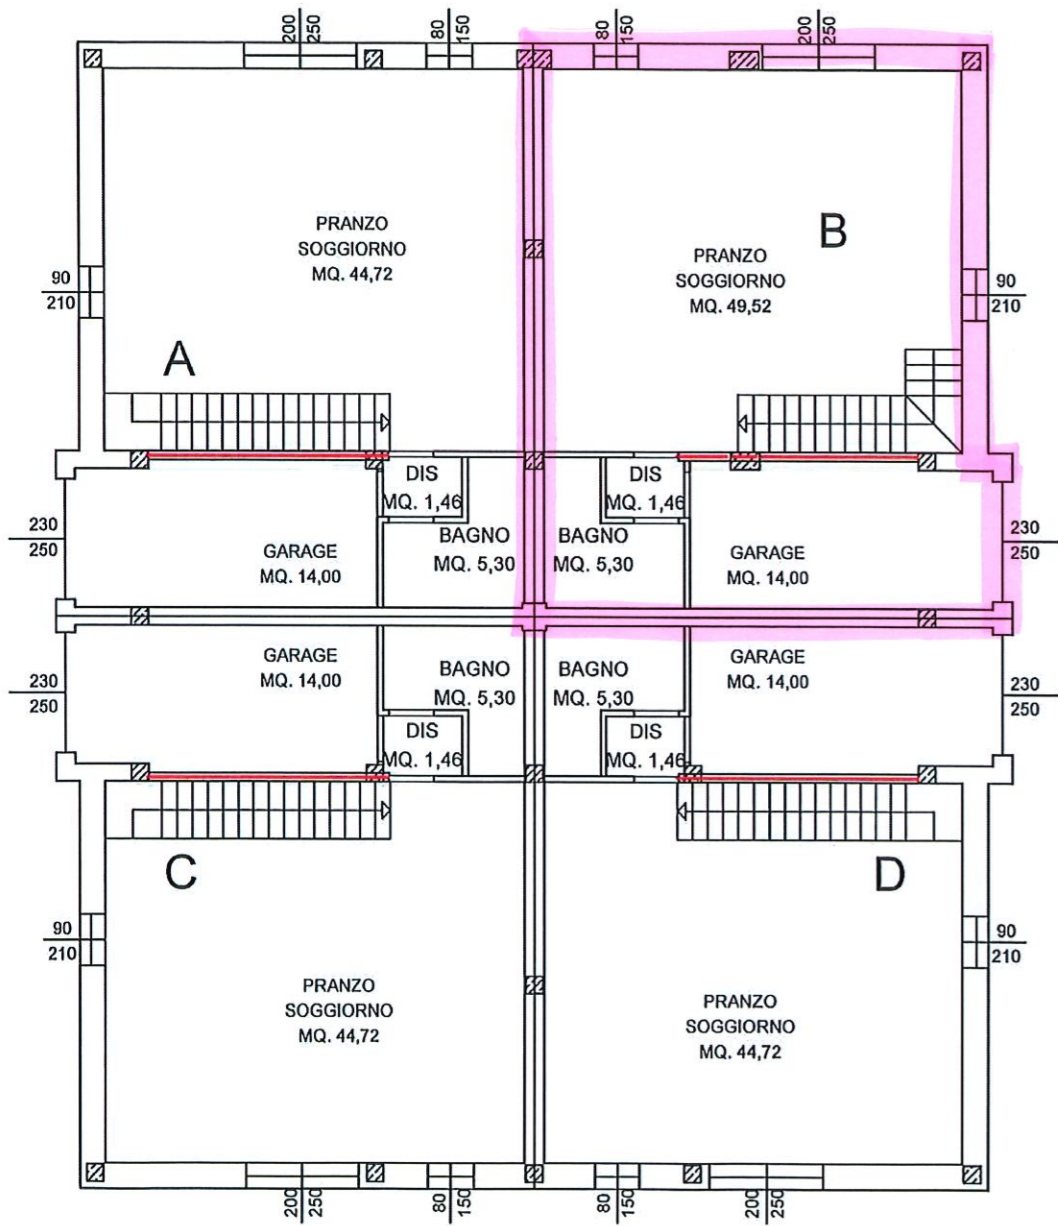 200
250
80
150
80
150
200
250
PRANZO
SOGGIORNO
MQ. 44,72
B
PRANZO
SOGGIORNO
MQ. 49,52
90
210
90
210
A
DIS
MQ. 1,46
DIS
MQ. 1,46
230
250
GARAGE
MQ. 14,00
BAGNO
MQ. 5,30
BAGNO
MQ. 5,30
GARAGE
MQ. 14,00
230
250
230
250
GARAGE
MQ. 14,00
BAGNO
MQ. 5,30
BAGNO
MQ. 5,30
GARAGE
MQ. 14,00
230
250
DIS
MQ. 1,46
DIS
MQ. 1,46
C
D
90
210
90
210
PRANZO
SOGGIORNO
MQ. 44,72
PRANZO
SOGGIORNO
MQ. 44,72
200
250
80
150
80
150
200
250